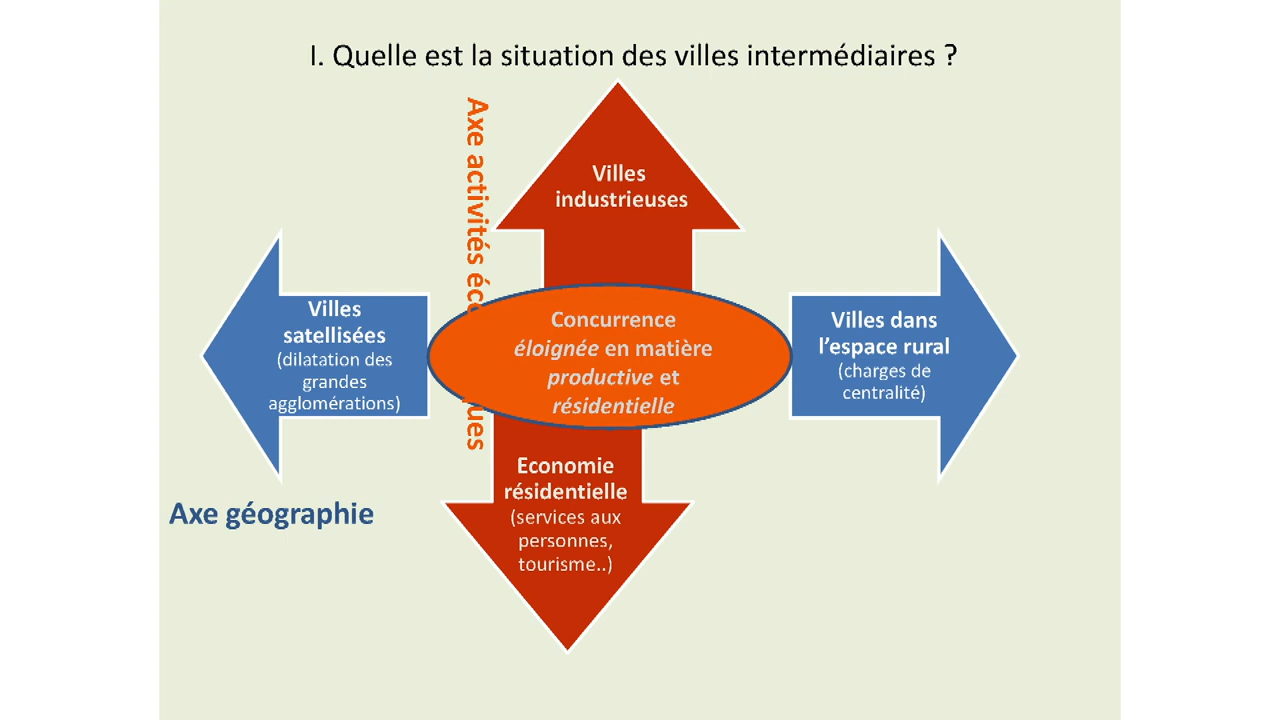 I. Quelle est la situation des villes intermédiaires ?
Axe activités éco
ques
Villes
industrieuses
Villes
satellisées
(dilatation des
grandes
agglomérations)
Concurrence
éloignée en matière
productive et
résidentielle
Villes dans
l’espace rural
(charges de
centralité)
Economie
résidentielle
(services aux
personnes,
tourisme..)
Axe géographie